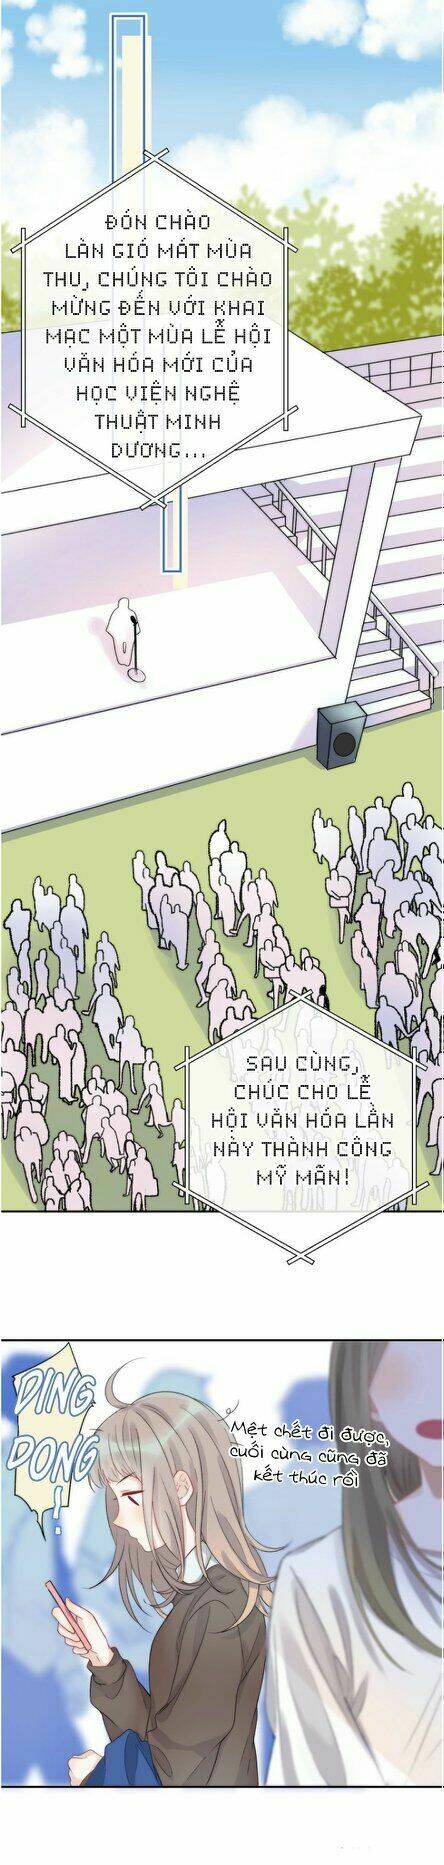 ĐÓN CHÀO
LÀN GIÓ MÁT MÙA
THU, CHÚNG TÔI CHÀO
MỪNG ĐẾN VỚI KHAI
MẠC MỘT MÙA LỄ HỘI
VĂN HÓA MỚI CỦA
HỌC VIỆN NGHỆ
THUẬT MINH
DƯƠNG...
SAU CÙNG,
CHÚC CHO LỄ
HỘI VĂN HÓA LẦN
NÀY THÀNH CÔNG
MỸ MÃN!
DING
DONG
!
Mệt chết đi được,
cuối cùng cũng đã
kết thúc rồi